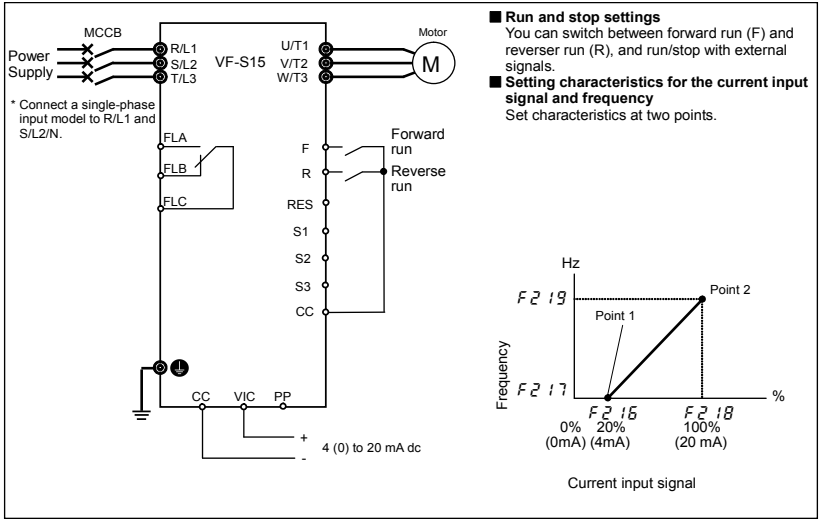 MCCB
Power
Supply
R/L1
S/L2
T/L3
VF-S15
U/T1
V/T2
W/T3
Motor
M
* Connect a single-phase
input model to R/L1 and
S/L2/N.
FLA
FLB
FLC
F
R
RES
S1
S2
S3
CC
Forward
run
Reverse
run
CC VIC PP
+
-
4 (0) to 20 mA dc
■ Run and stop settings
You can switch between forward run (F) and
reverser run (R), and run/stop with external
signals.
■ Setting characteristics for the current input
signal and frequency
Set characteristics at two points.
Hz
Frequency
F219
F217
Point 1
Point 2
%
F216 F218
0% 20% 100%
(0mA) (4mA) (20 mA)
Current input signal